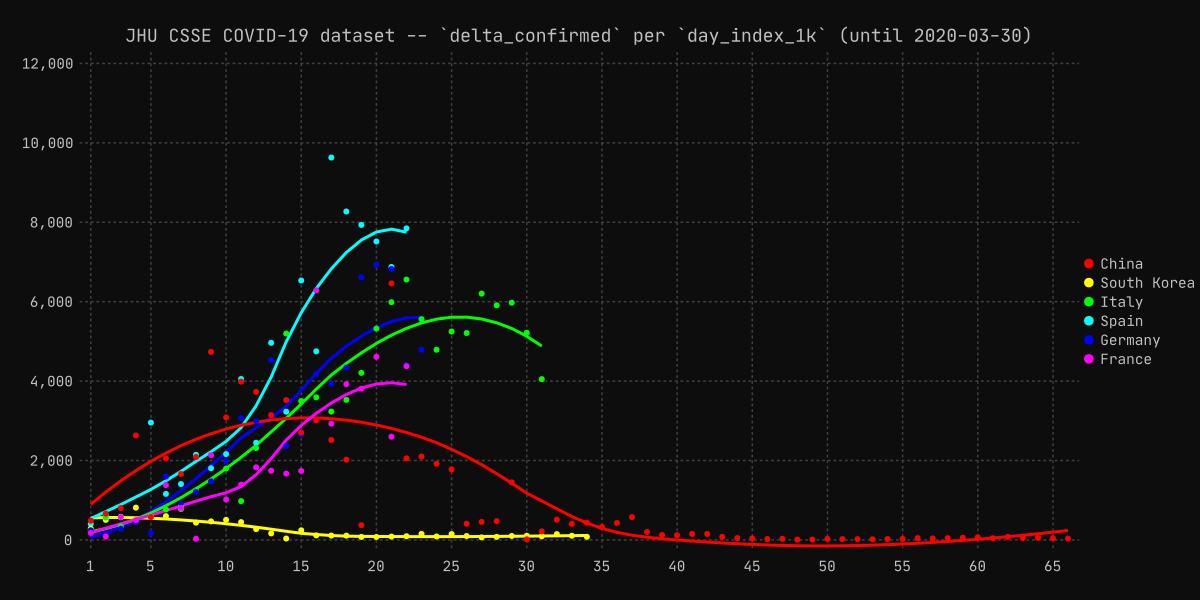 JHU CSSE COVID-19 dataset -- `delta_confirmed` per `day_index_1k` (until 2020-03-30)
12,000
10,000
8,000
6,000
4,000
2,000
0
1 5 10 15 20 25 30 35 40 45 50 55 60 65
China
South Korea
Italy
Spain
Germany
France